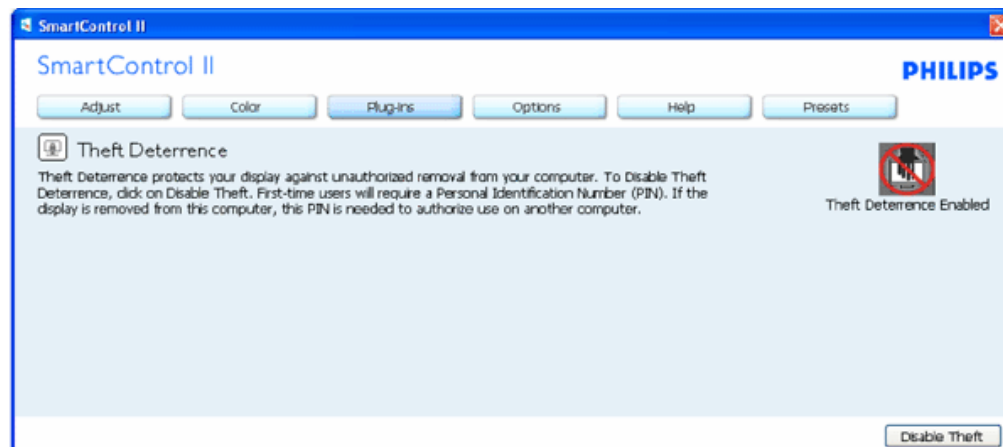 SmartControl II
SmartControl II
PHILIPS
Adjust Color Plug-Ins Options Help Presets
Theft Deterrence
Theft Deterrence protects your display against unauthorized removal from your computer. To Disable Theft
Deterrence, click on Disable Theft. First-time users will require a Personal Identification Number (PIN). If the
display is removed from this computer, this PIN is needed to authorize use on another computer.
Theft Deterrence Enabled
Disable Theft